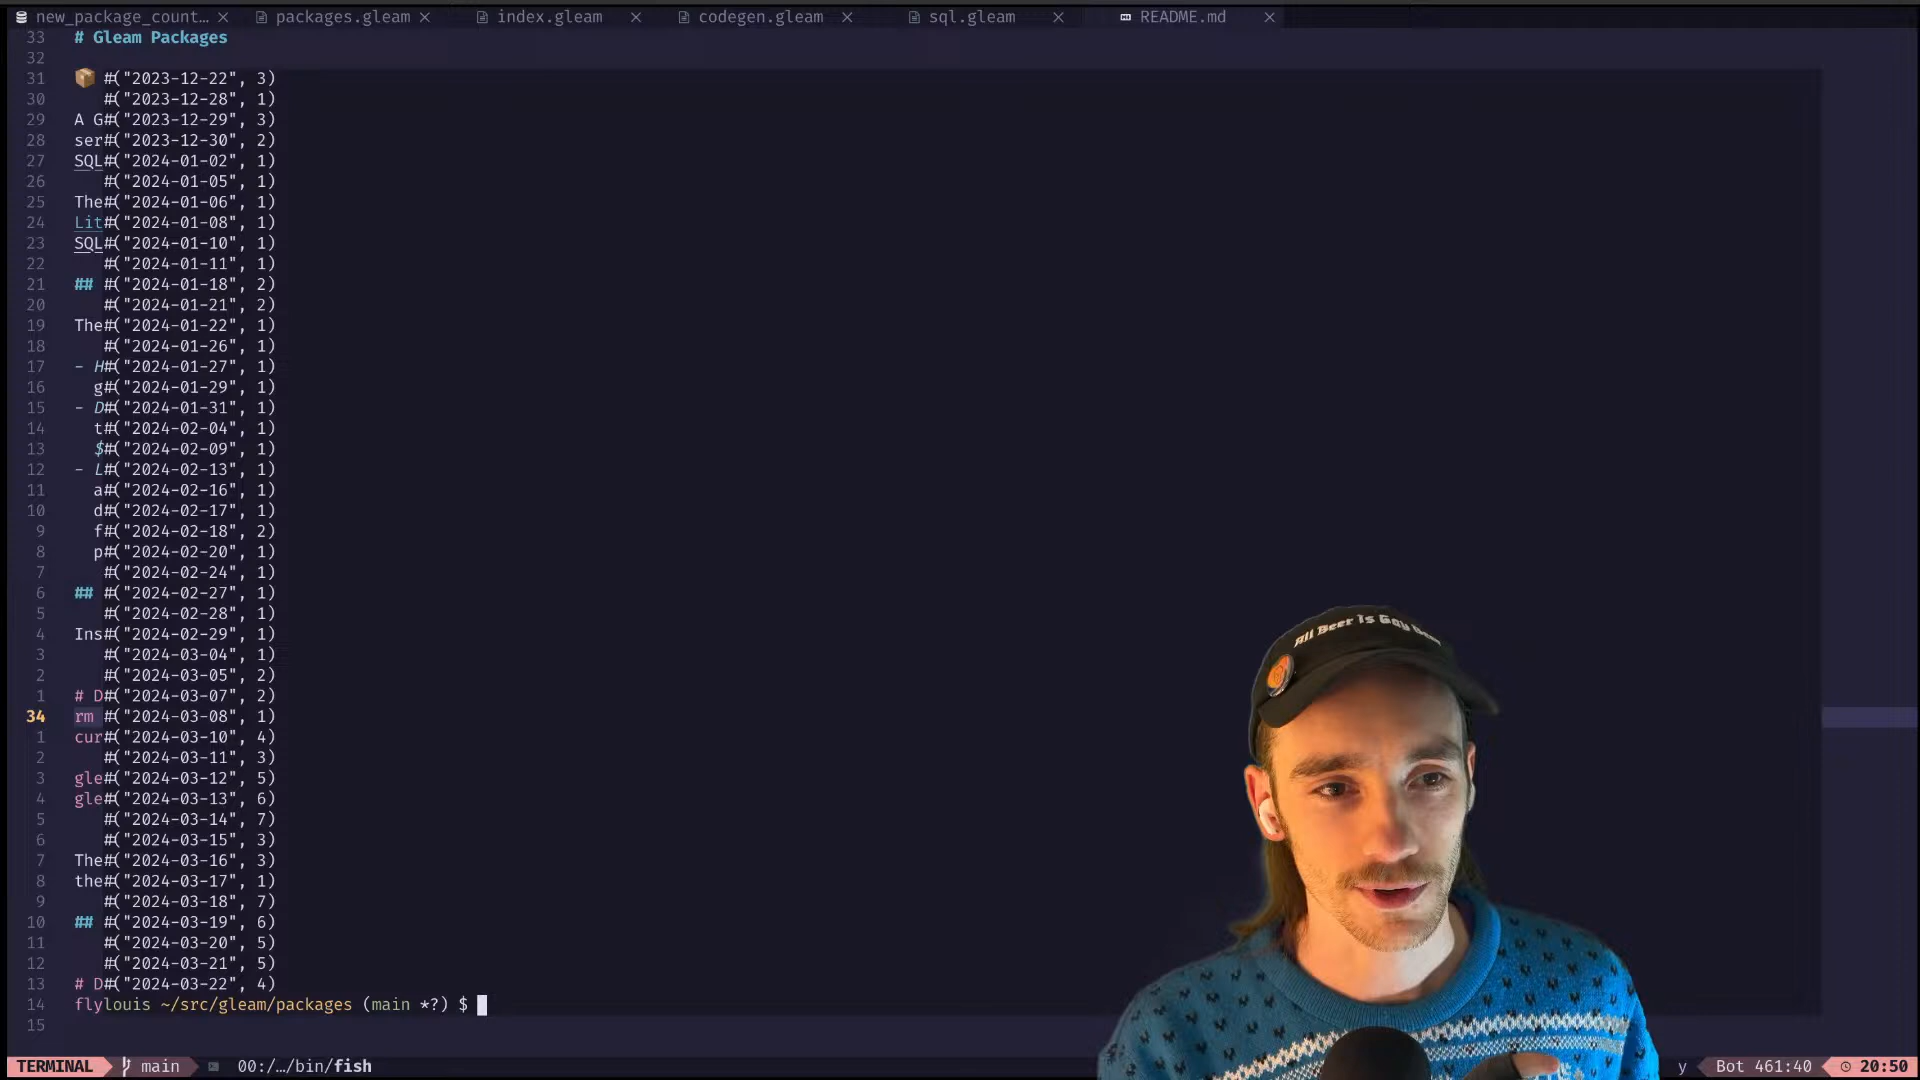 new_package_count… × packages.gleam × index.gleam × codegen.gleam × sql.gleam × README.md ×
33 # Gleam Packages
32
31 📦 #("2023-12-22", 3)
30 #("2023-12-28", 1)
29 A G#("2023-12-29", 3)
28 ser#("2023-12-30", 2)
27 SQL#("2024-01-02", 1)
26 #("2024-01-05", 1)
25 The#("2024-01-06", 1)
24 Lit#("2024-01-08", 1)
23 SQL#("2024-01-10", 1)
22 #("2024-01-11", 1)
21 ## #("2024-01-18", 2)
20 #("2024-01-21", 2)
19 The#("2024-01-22", 1)
18 #("2024-01-26", 1)
17 - H#("2024-01-27", 1)
16 g#("2024-01-29", 1)
15 - D#("2024-01-31", 1)
14 t#("2024-02-04", 1)
13 $#("2024-02-09", 1)
12 - L#("2024-02-13", 1)
11 a#("2024-02-16", 1)
10 d#("2024-02-17", 1)
9 f#("2024-02-18", 2)
8 p#("2024-02-20", 1)
7 #("2024-02-24", 1)
6 ## #("2024-02-27", 1)
5 #("2024-02-28", 1)
4 Ins#("2024-02-29", 1)
3 #("2024-03-04", 1)
2 #("2024-03-05", 2)
1 # D#("2024-03-07", 2)
34 rm #("2024-03-08", 1)
1 cur#("2024-03-10", 4)
2 #("2024-03-11", 3)
3 gle#("2024-03-12", 5)
4 gle#("2024-03-13", 6)
5 #("2024-03-14", 7)
6 #("2024-03-15", 3)
7 The#("2024-03-16", 3)
8 the#("2024-03-17", 1)
9 #("2024-03-18", 7)
10 ## #("2024-03-19", 6)
11 #("2024-03-20", 5)
12 #("2024-03-21", 5)
13 # D#("2024-03-22", 4)
14 flylouis ~/src/gleam/packages (main *?) $
15
All Beer Is Gay
TERMINAL main 00:/…/bin/fish y Bot 461:40 20:50